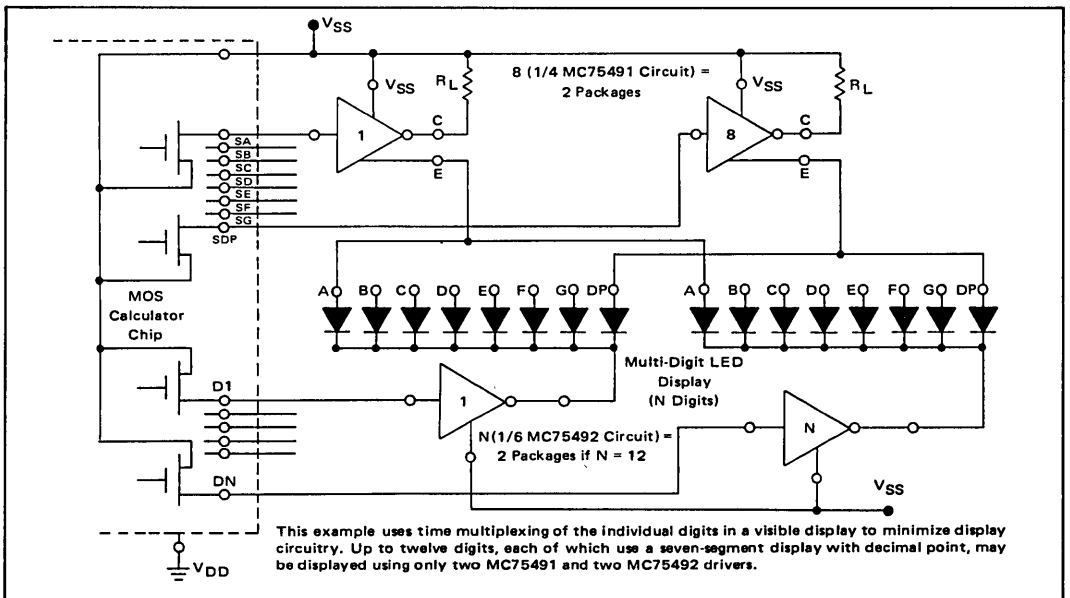 VSS
8 (1/4 MC75491 Circuit) =
2 Packages
VSS
RL
VSS
RL
1
C
E
8
C
E
SA
SB
SC
SD
SE
SF
SG
SDP
MOS
Calculator
Chip
A B C D E F G DP
A B C D E F G DP
Multi-Digit LED
Display
(N Digits)
D1
1
N
N(1/6 MC75492 Circuit) =
2 Packages if N = 12
DN
VSS
VDD
This example uses time multiplexing of the individual digits in a visible display to minimize display
circuitry. Up to twelve digits, each of which use a seven-segment display with decimal point, may
be displayed using only two MC75491 and two MC75492 drivers.